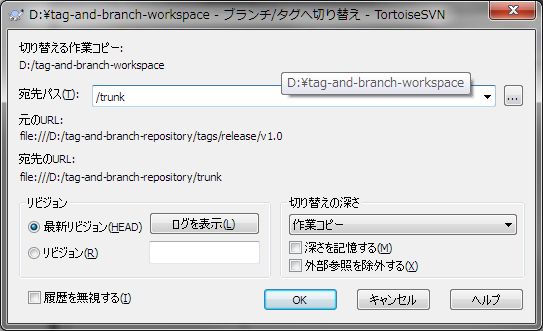 D:¥tag-and-branch-workspace - ブランチ/タグへ切り替え - TortoiseSVN
切り替える作業コピー:
D:/tag-and-branch-workspace
D:¥tag-and-branch-workspace
宛先パス(T): /trunk ...
元のURL:
file:///D:/tag-and-branch-repository/tags/release/v1.0
宛先のURL:
file:///D:/tag-and-branch-repository/trunk
リビジョン
最新リビジョン(HEAD) ログを表示(L)
リビジョン(R)
切り替えの深さ
作業コピー
深さを記憶する(M)
外部参照を除外する(X)
履歴を無視する(I) OK キャンセル ヘルプ